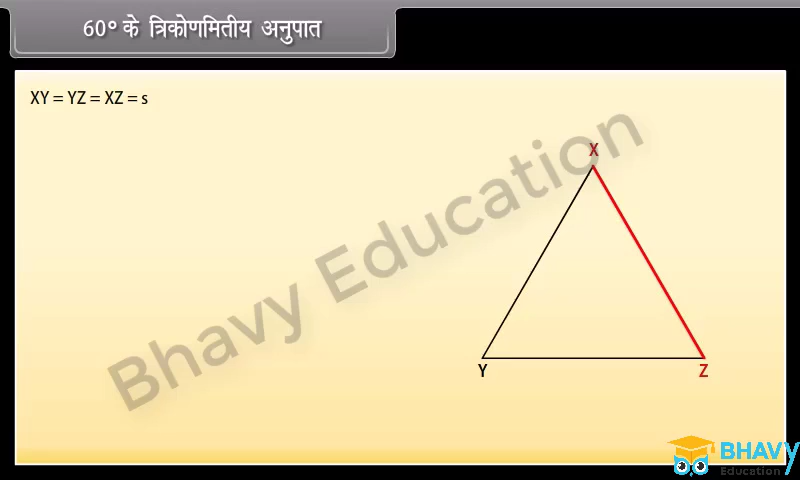 60° के त्रिकोणमितीय अनुपात
XY = YZ = XZ = s
X
Bhavy Education
Y
Z
BHAVY
Education